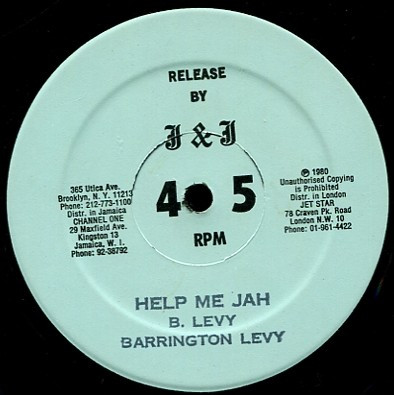 RELEASE
BY
J & J
45
RPM
365 Utica Ave.
Brooklyn, N. Y. 11213
Phone: 212-773-1100
Distr. in Jamaica
CHANNEL ONE
29 Maxfield Ave.
Kingston 13
Jamaica, W. I.
Phone: 92-38792
℗ 1980
Unauthorised Copying
is Prohibited
Distr. in London
JET STAR
78 Craven Pk. Road
London N.W. 10
Phone: 01-961-4422
HELP ME JAH
B. LEVY
BARRINGTON LEVY